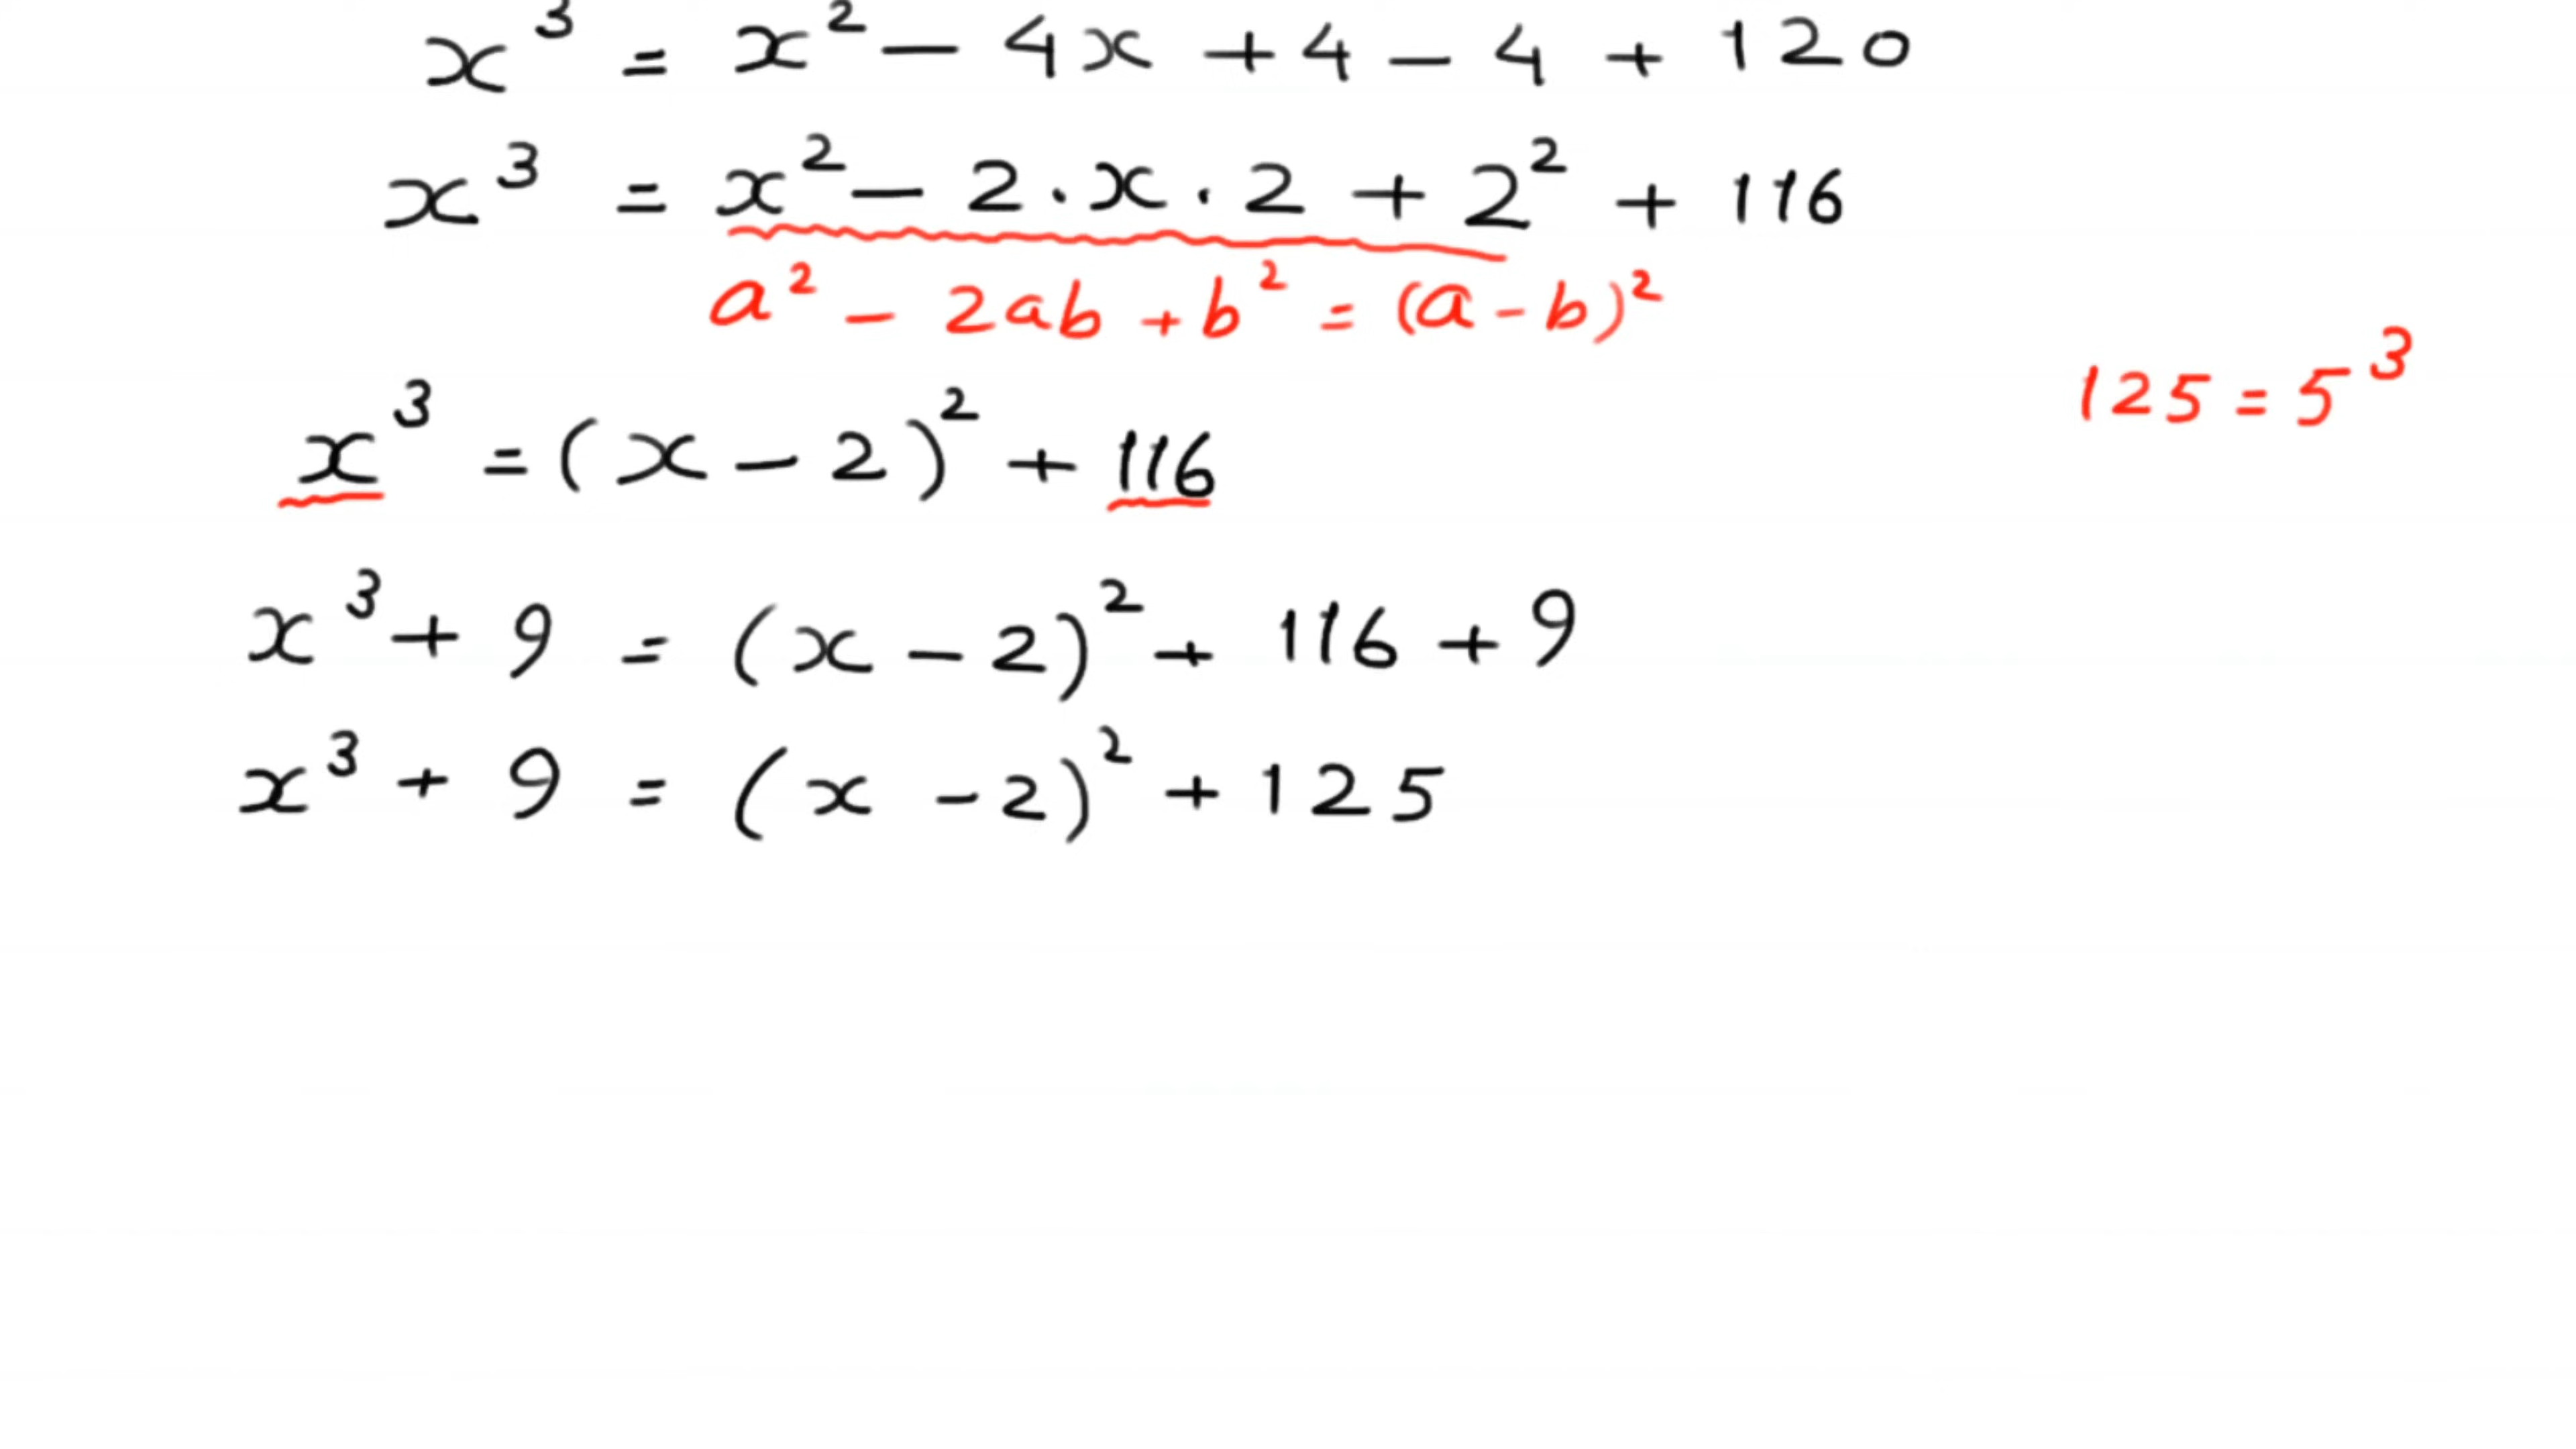 x³ = x² - 4x + 4 - 4 + 120
x³ = x² - 2·x·2 + 2² + 116
a² - 2ab + b² = (a - b)²
125 = 5³
x³ = (x - 2)² + 116
x³ + 9 = (x - 2)² + 116 + 9
x³ + 9 = (x - 2)² + 125